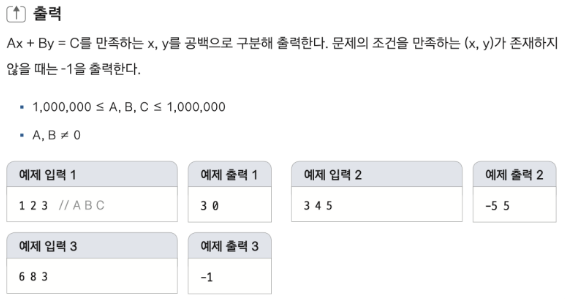 출력
Ax + By = C를 만족하는 x, y를 공백으로 구분해 출력한다. 문제의 조건을 만족하는 (x, y)가 존재하지
않을 때는 -1을 출력한다.
• 1,000,000 ≤ A, B, C ≤ 1,000,000
• A, B ≠ 0
예제 입력 1
1 2 3 // A B C
예제 출력 1
3 0
예제 입력 2
3 4 5
예제 출력 2
-5 5
예제 입력 3
6 8 3
예제 출력 3
-1